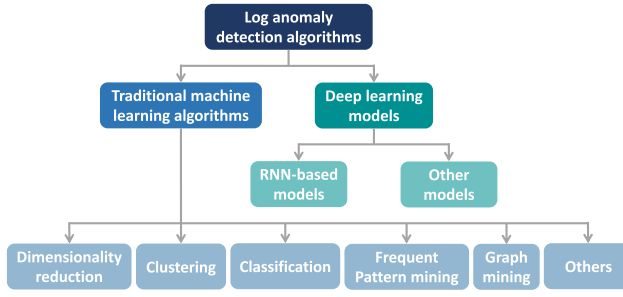 Log anomaly
detection algorithms
Traditional machine
learning algorithms
Deep learning
models
RNN-based
models
Other
models
Dimensionality
reduction
Clustering
Classification
Frequent
Pattern mining
Graph
mining
Others